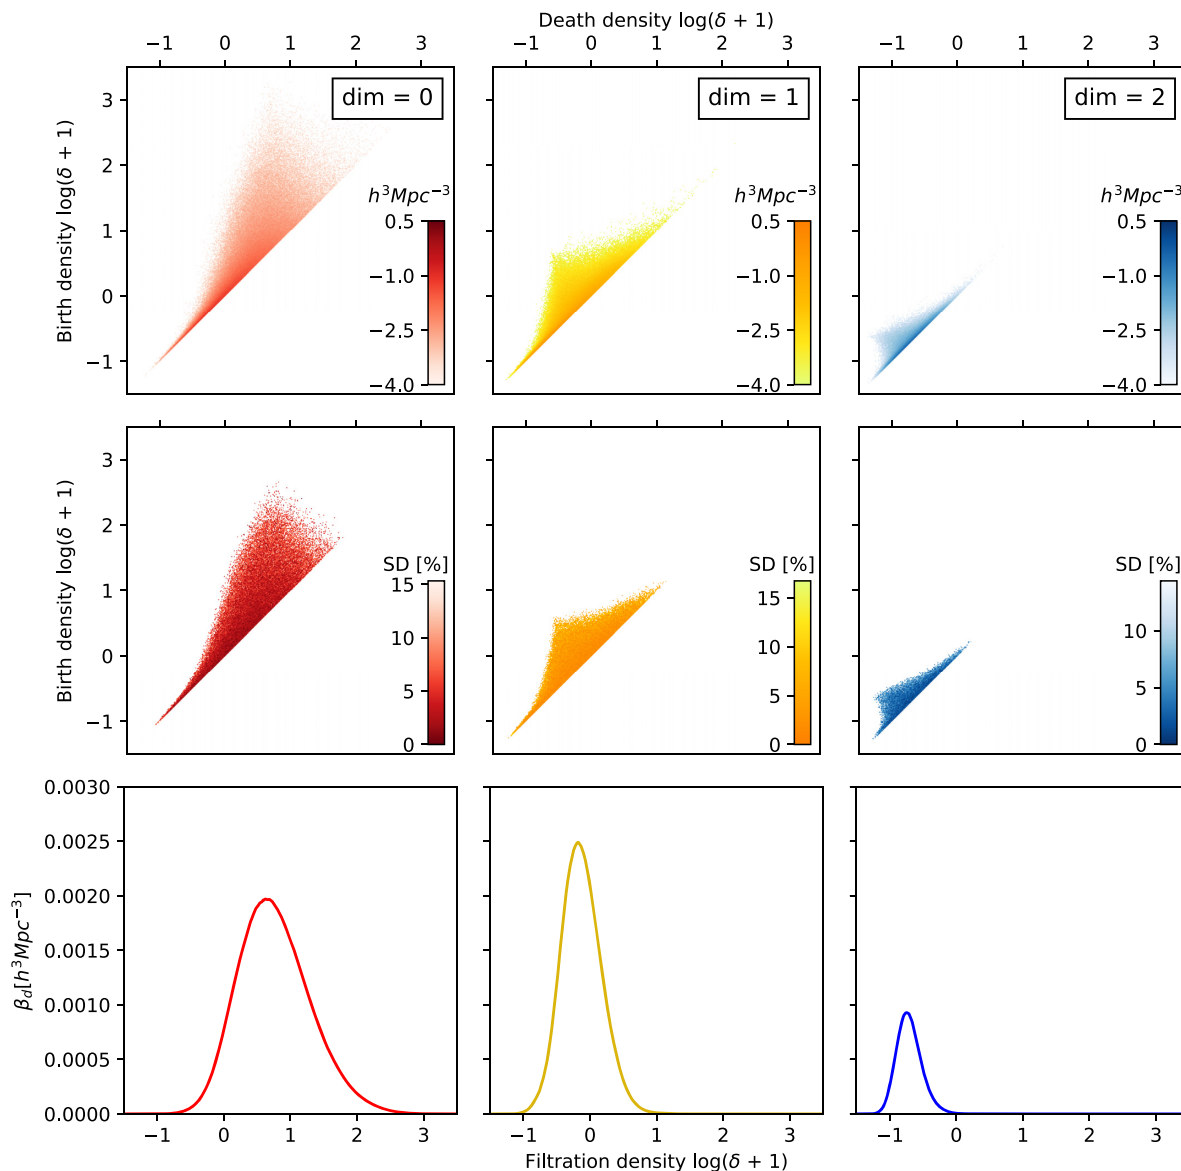 Death density log(δ + 1)
−1 0 1 2 3 −1 0 1 2 3 −1 0 1 2 3
Birth density log(δ + 1)
3
2
1
0
−1
dim = 0
h³Mpc⁻³
0.5
−1.0
−2.5
−4.0
dim = 1
h³Mpc⁻³
0.5
−1.0
−2.5
−4.0
dim = 2
h³Mpc⁻³
0.5
−1.0
−2.5
−4.0
Birth density log(δ + 1)
3
2
1
0
−1
SD [%]
15
10
5
0
SD [%]
15
10
5
0
SD [%]
10
5
0
β_d[h³Mpc⁻³]
0.0030
0.0025
0.0020
0.0015
0.0010
0.0005
0.0000
−1 0 1 2 3 −1 0 1 2 3 −1 0 1 2 3
Filtration density log(δ + 1)